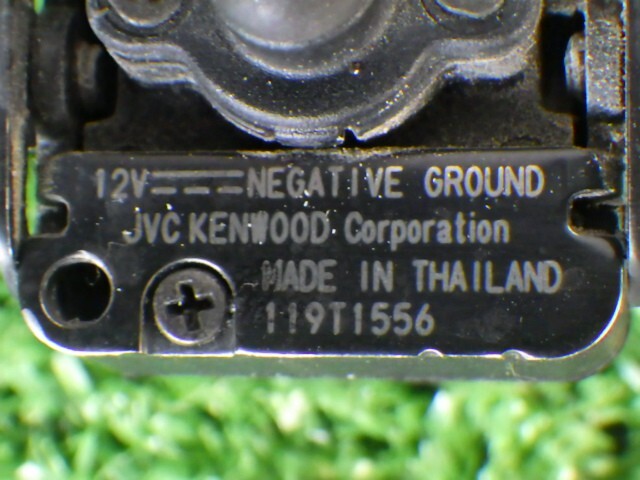 12V⎓NEGATIVE GROUND
JVC KENWOOD Corporation
MADE IN THAILAND
119T1556